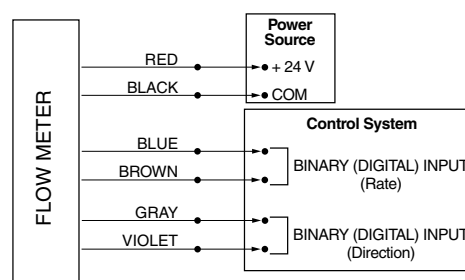 Power
Source
RED
+ 24 V
BLACK
COM
FLOW METER
Control System
BLUE
BINARY (DIGITAL) INPUT
(Rate)
BROWN
GRAY
BINARY (DIGITAL) INPUT
(Direction)
VIOLET